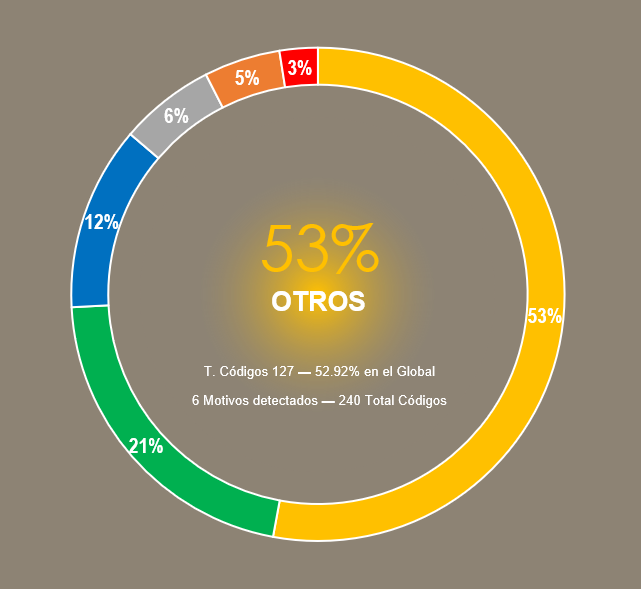 3%
5%
6%
12%
53%
OTROS
53%
T. Códigos 127 — 52.92% en el Global
6 Motivos detectados — 240 Total Códigos
21%